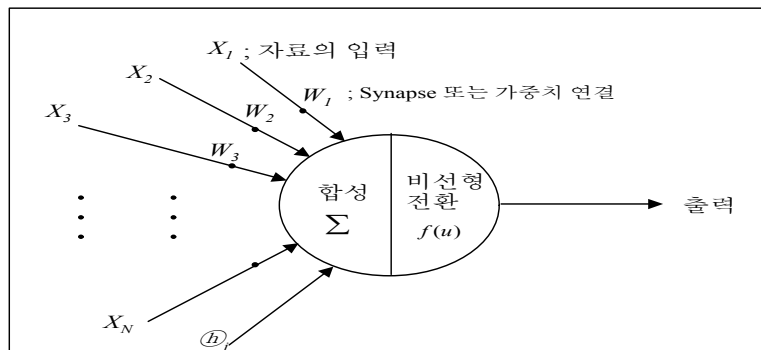 X1 ; 자료의 입력
X2
W1 ; Synapse 또는 가중치 연결
X3
W2
W3
합성
∑
비선형
전환
f(u)
출력
XN
ⓗi